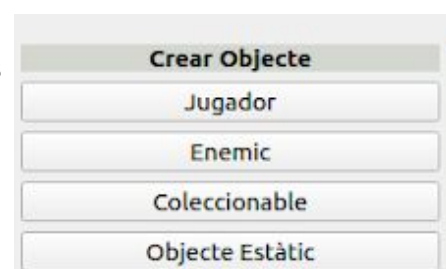 Crear Objecte
Jugador
Enemic
Coleccionable
Objecte Estàtic